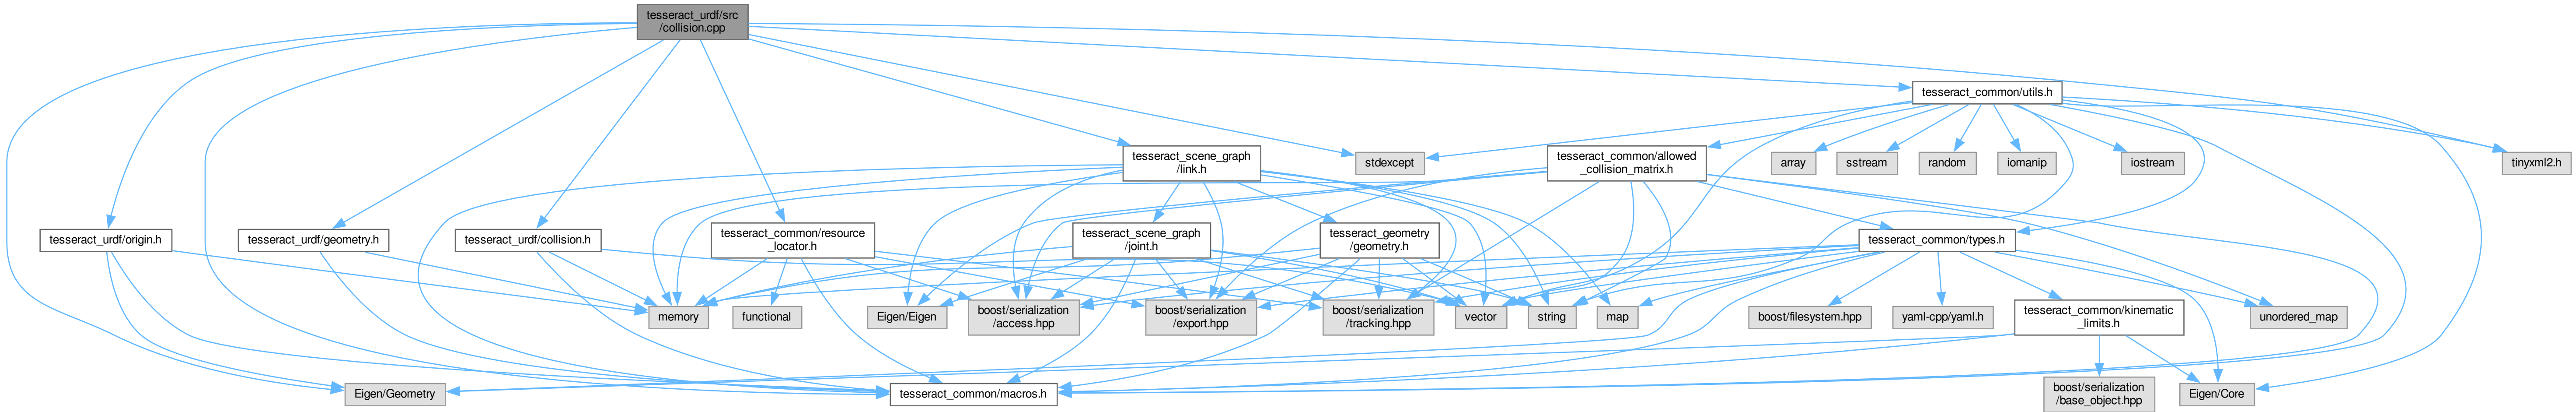 tesseract_urdf/src
/collision.cpp
tesseract_common/utils.h
tesseract_scene_graph
/link.h
stdexcept
tesseract_common/allowed
_collision_matrix.h
array
sstream
random
iomanip
iostream
tinyxml2.h
tesseract_urdf/origin.h
tesseract_urdf/geometry.h
tesseract_urdf/collision.h
tesseract_common/resource
_locator.h
tesseract_scene_graph
/joint.h
tesseract_geometry
/geometry.h
tesseract_common/types.h
memory
functional
Eigen/Eigen
boost/serialization
/access.hpp
boost/serialization
/export.hpp
boost/serialization
/tracking.hpp
vector
string
map
boost/filesystem.hpp
yaml-cpp/yaml.h
tesseract_common/kinematic
_limits.h
unordered_map
Eigen/Geometry
tesseract_common/macros.h
boost/serialization
/base_object.hpp
Eigen/Core